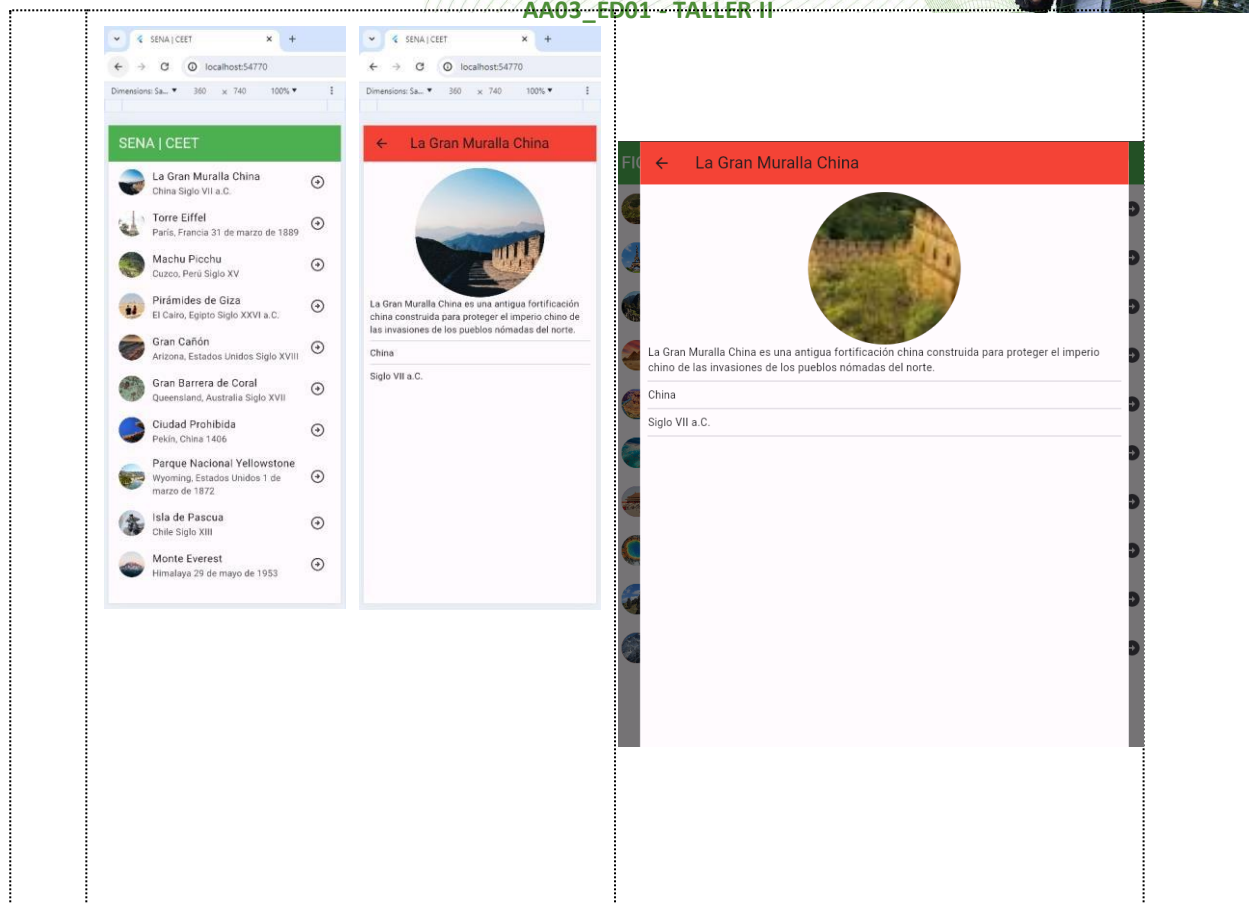 AA03_ED01 - TALLER II
SENA | CEET
localhost:54770
Dimensions: Sa... 360 x 740 100%
SENA | CEET
La Gran Muralla China
China Siglo VII a.C.
Torre Eiffel
París, Francia 31 de marzo de 1889
Machu Picchu
Cuzco, Perú Siglo XV
Pirámides de Giza
El Cairo, Egipto Siglo XXVI a.C.
Gran Cañón
Arizona, Estados Unidos Siglo XVIII
Gran Barrera de Coral
Queensland, Australia Siglo XVII
Ciudad Prohibida
Pekín, China 1406
Parque Nacional Yellowstone
Wyoming, Estados Unidos 1 de
marzo de 1872
Isla de Pascua
Chile Siglo XIII
Monte Everest
Himalaya 29 de mayo de 1953
SENA | CEET
localhost:54770
Dimensions: Sa... 360 x 740 100%
La Gran Muralla China
La Gran Muralla China es una antigua fortificación
china construida para proteger el imperio chino de
las invasiones de los pueblos nómadas del norte.
China
Siglo VII a.C.
FIC
La Gran Muralla China
La Gran Muralla China es una antigua fortificación china construida para proteger el imperio
chino de las invasiones de los pueblos nómadas del norte.
China
Siglo VII a.C.